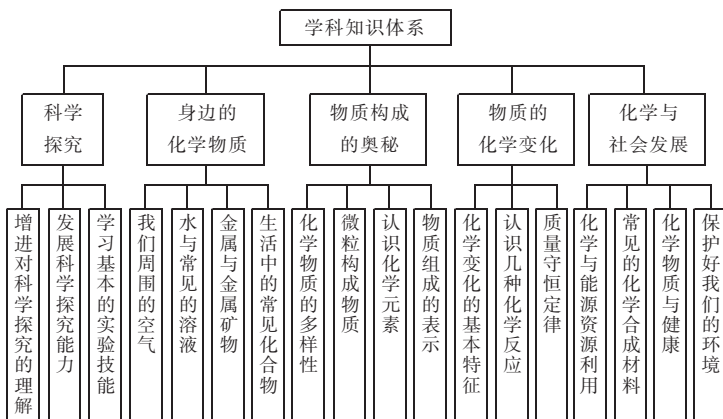 学科知识体系
科学
探究
身边的
化学物质
物质构成
的奥秘
物质的
化学变化
化学与
社会发展
增进对科学探究的理解
发展科学探究能力
学习基本的实验技能
我们周围的空气
水与常见的溶液
金属与金属矿物
生活中的常见化合物
化学物质的多样性
微粒构成物质
认识化学元素
物质组成的表示
化学变化的基本特征
认识几种化学反应
质量守恒定律
化学与能源资源利用
常见的化学合成材料
化学物质与健康
保护好我们的环境